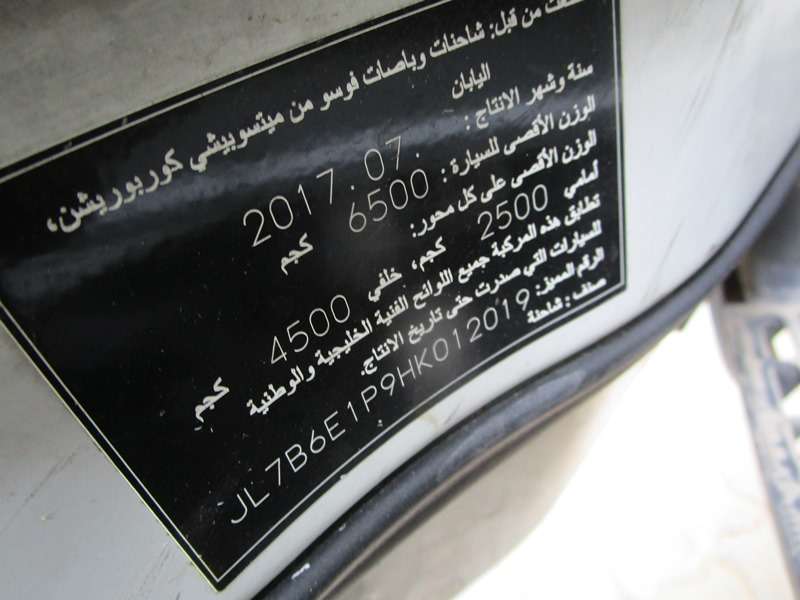 من قبل: شاحنات وباصات فوسو من ميتسوبيشي كوربوريشن،
اليابان
سنة وشهر الانتاج: 2017.07.
الوزن الأقصى للسيارة: 6500 كجم
الوزن الأقصى على كل محور:
أمامي 2500 كجم، خلفي 4500 كجم
تطابق هذه المركبة جميع اللوائح الفنية الخليجية والوطنية
للسيارات التي صدرت حتى تاريخ الانتاج.
الرقم المميز: JL7B6E1P9HK012019
صنف: شاحنة